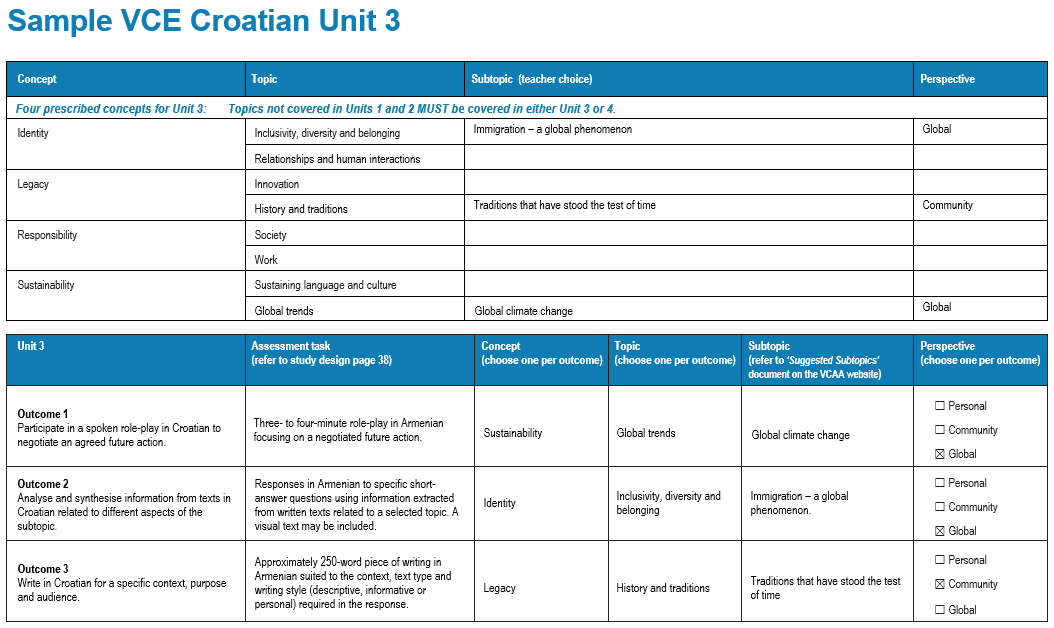 Sample VCE Croatian Unit 3
Concept
Topic
Subtopic (teacher choice)
Perspective
Four prescribed concepts for Unit 3: Topics not covered in Units 1 and 2 MUST be covered in either Unit 3 or 4.
Identity
Inclusivity, diversity and belonging
Immigration – a global phenomenon
Global
Relationships and human interactions
Legacy
Innovation
History and traditions
Traditions that have stood the test of time
Community
Responsibility
Society
Work
Sustainability
Sustaining language and culture
Global trends
Global climate change
Global
Unit 3
Assessment task
(refer to study design page 38)
Concept
(choose one per outcome)
Topic
(choose one per outcome)
Subtopic
(refer to ‘Suggested Subtopics’
document on the VCAA website)
Perspective
(choose one per outcome)
Outcome 1
Participate in a spoken role-play in Croatian to
negotiate an agreed future action.
Three- to four-minute role-play in Armenian
focusing on a negotiated future action.
Sustainability
Global trends
Global climate change
☐ Personal
☐ Community
☒ Global
Outcome 2
Analyse and synthesise information from texts in
Croatian related to different aspects of the
subtopic.
Responses in Armenian to specific short-
answer questions using information extracted
from written texts related to a selected topic. A
visual text may be included.
Identity
Inclusivity, diversity and
belonging
Immigration – a global
phenomenon.
☐ Personal
☐ Community
☒ Global
Outcome 3
Write in Croatian for a specific context, purpose
and audience.
Approximately 250-word piece of writing in
Armenian suited to the context, text type and
writing style (descriptive, informative or
personal) required in the response.
Legacy
History and traditions
Traditions that have stood the test
of time
☐ Personal
☒ Community
☐ Global